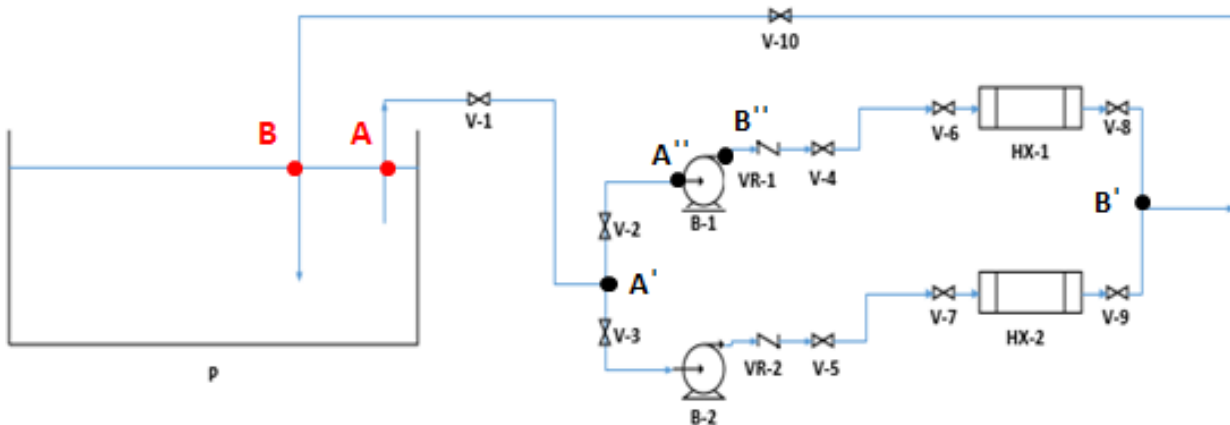 V-10
B
A
V-1
B''
A''
VR-1
V-4
V-6
HX-1
V-8
B-1
V-2
B'
A'
V-3
V-7
HX-2
V-9
VR-2
V-5
P
B-2